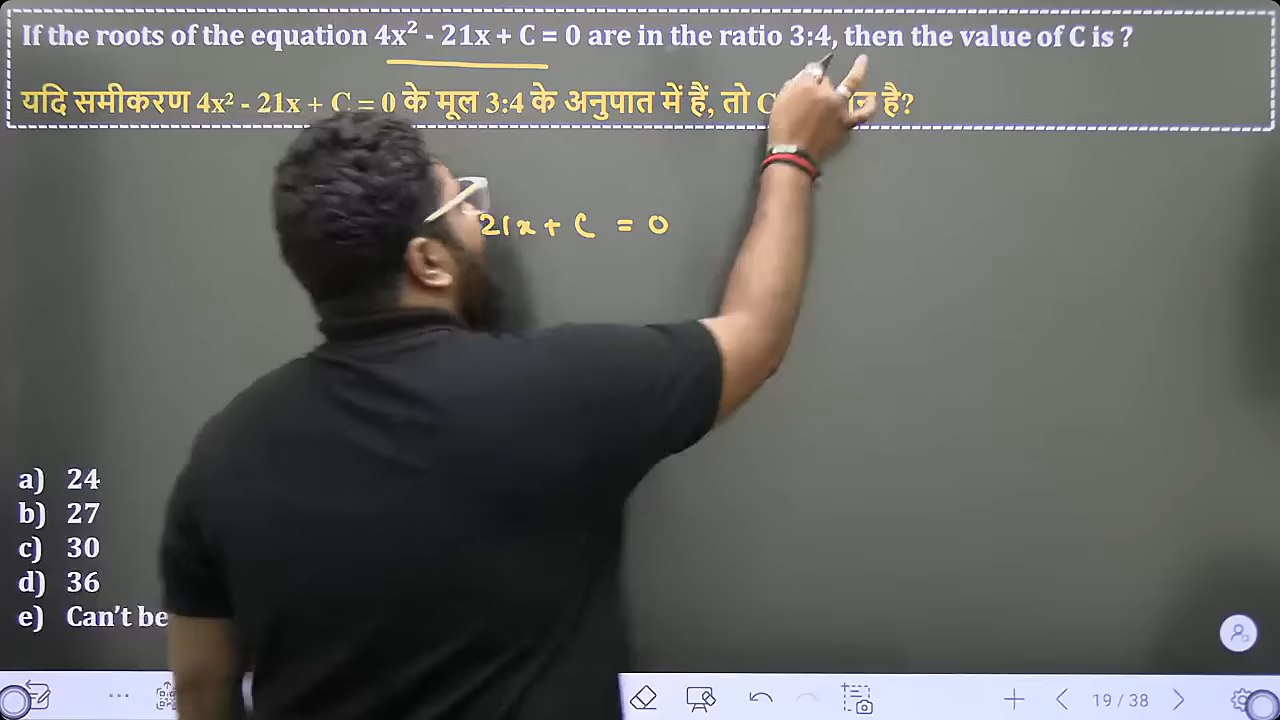 If the roots of the equation 4x² - 21x + C = 0 are in the ratio 3:4, then the value of C is ?
यदि समीकरण 4x² - 21x + C = 0 के मूल 3:4 के अनुपात में हैं, तो C है?
21x + C = 0
a) 24
b) 27
c) 30
d) 36
e) Can't be
19 / 38